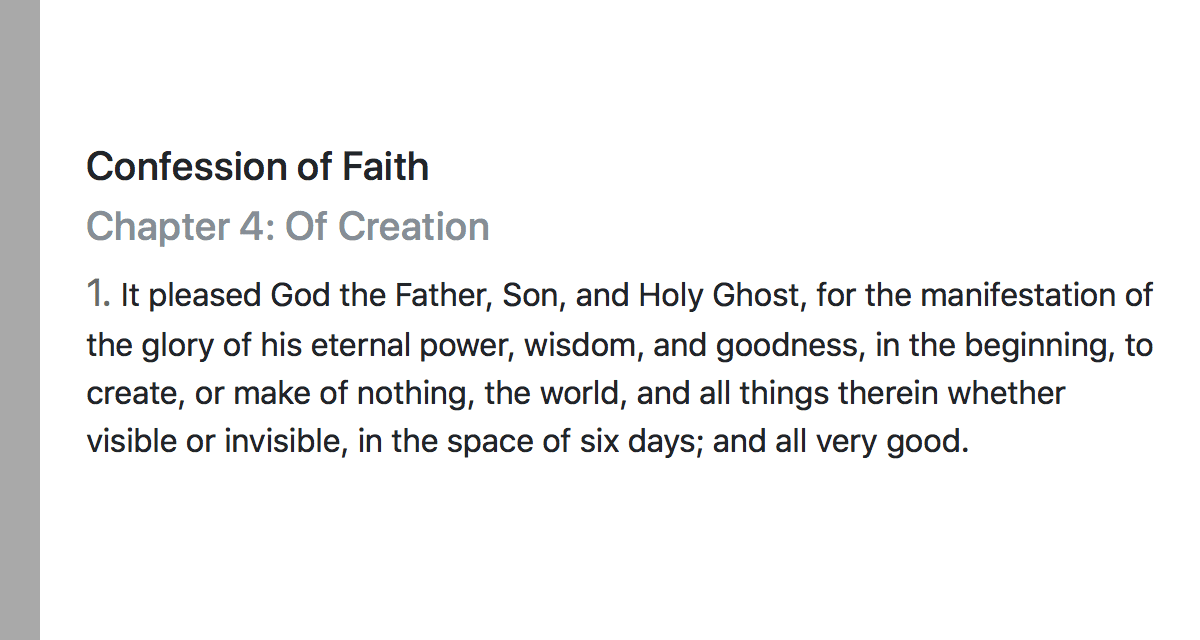 Confession of Faith
Chapter 4: Of Creation
1. It pleased God the Father, Son, and Holy Ghost, for the manifestation of
the glory of his eternal power, wisdom, and goodness, in the beginning, to
create, or make of nothing, the world, and all things therein whether
visible or invisible, in the space of six days; and all very good.